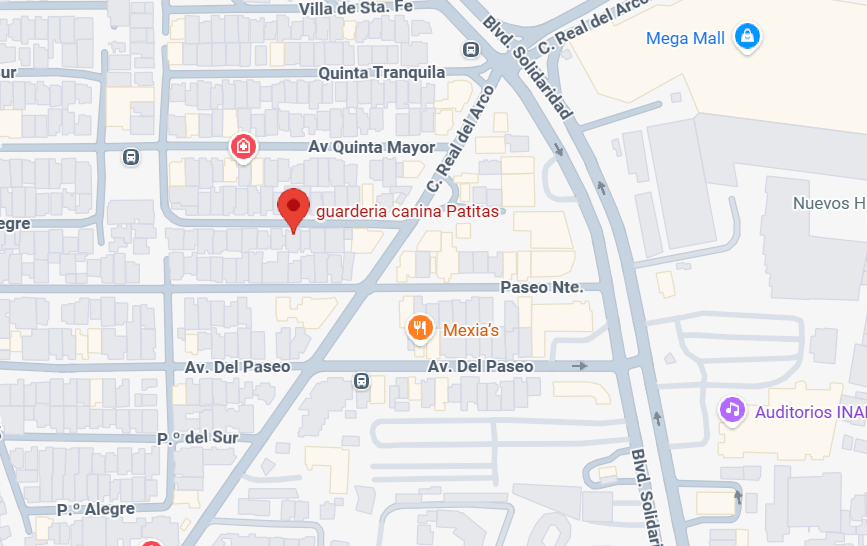 Villa de Sta. Fe
Blvd. Solidaridad
C. Real del Arco
Mega Mall
ur
Quinta Tranquila
C. Real del Arco
Av Quinta Mayor
Nuevos H
guarderia canina Patitas
egre
Paseo Nte.
Mexia's
Av. Del Paseo
Av. Del Paseo
Auditorios INAI
P.º del Sur
Blvd. Solidari
P.º Alegre